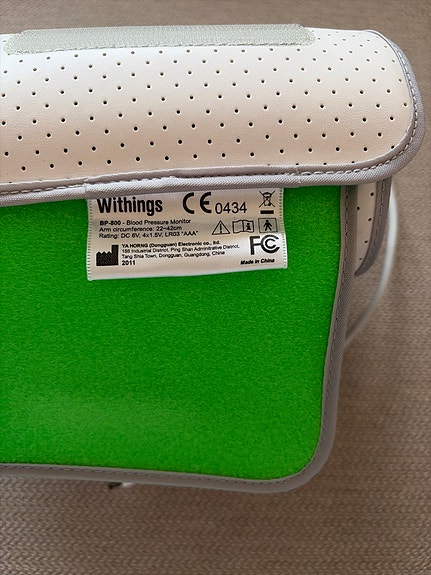 Withings CE 0434
BP-800 - Blood Pressure Monitor
Arm circumference: 22~42cm
Rating: DC 6V, 4x1.5V, LR03 "AAA"
YA HORNG (Dongguan) Electronic co., ltd.
188 Industrial District, Ping Shan Adminitrative District,
Tang Shia Town, Dongguan, Guangdong, China
2011
FC
Made in China